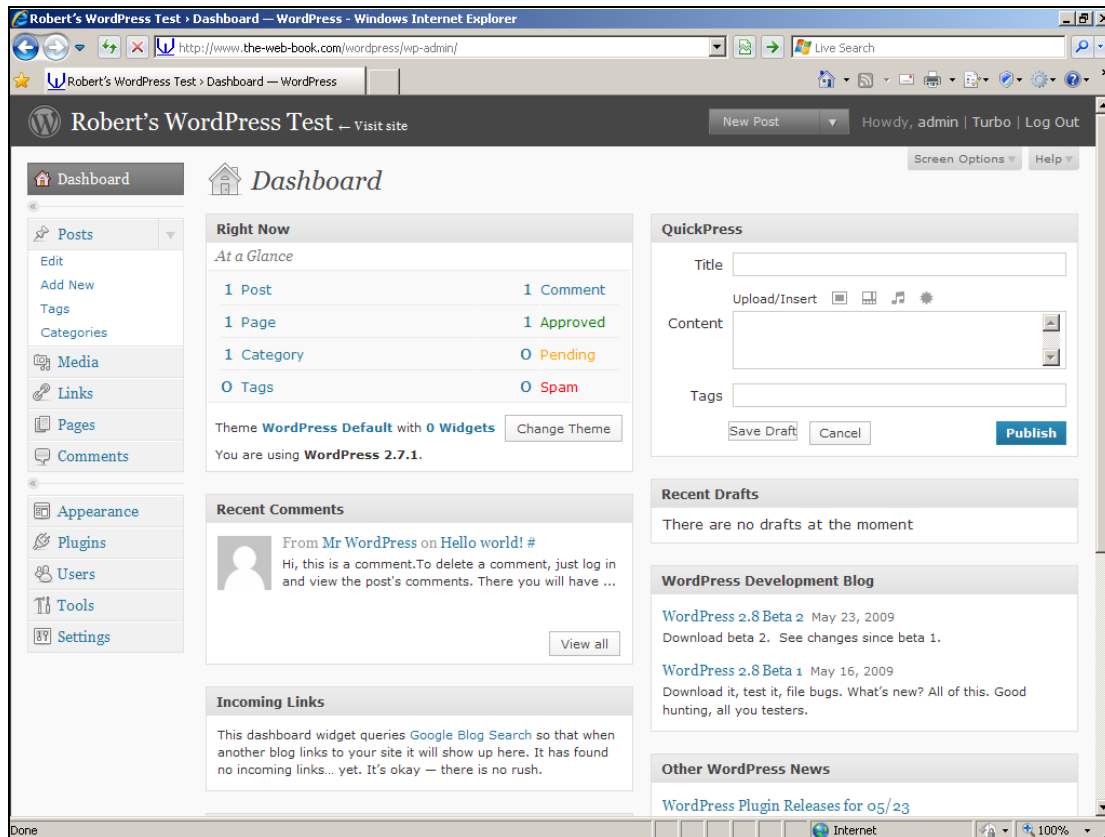 Robert's WordPress Test › Dashboard — WordPress - Windows Internet Explorer
http://www.the-web-book.com/wordpress/wp-admin/
Live Search
Robert's WordPress Test › Dashboard — WordPress
Robert's WordPress Test ← Visit site
New Post
Howdy, admin | Turbo | Log Out
Screen Options
Help
Dashboard
Posts
Edit
Add New
Tags
Categories
Media
Links
Pages
Comments
Appearance
Plugins
Users
Tools
Settings
Dashboard
Right Now
At a Glance
1 Post
1 Comment
1 Page
1 Approved
1 Category
0 Pending
0 Tags
0 Spam
Theme WordPress Default with 0 Widgets
Change Theme
You are using WordPress 2.7.1.
Recent Comments
From Mr WordPress on Hello world! #
Hi, this is a comment.To delete a comment, just log in
and view the post's comments. There you will have ...
View all
Incoming Links
This dashboard widget queries Google Blog Search so that when
another blog links to your site it will show up here. It has found
no incoming links... yet. It's okay — there is no rush.
QuickPress
Title
Upload/Insert
Content
Tags
Save Draft
Cancel
Publish
Recent Drafts
There are no drafts at the moment
WordPress Development Blog
WordPress 2.8 Beta 2 May 23, 2009
Download beta 2. See changes since beta 1.
WordPress 2.8 Beta 1 May 16, 2009
Download it, test it, file bugs. What's new? All of this. Good
hunting, all you testers.
Other WordPress News
WordPress Plugin Releases for 05/23
Done
Internet
100%